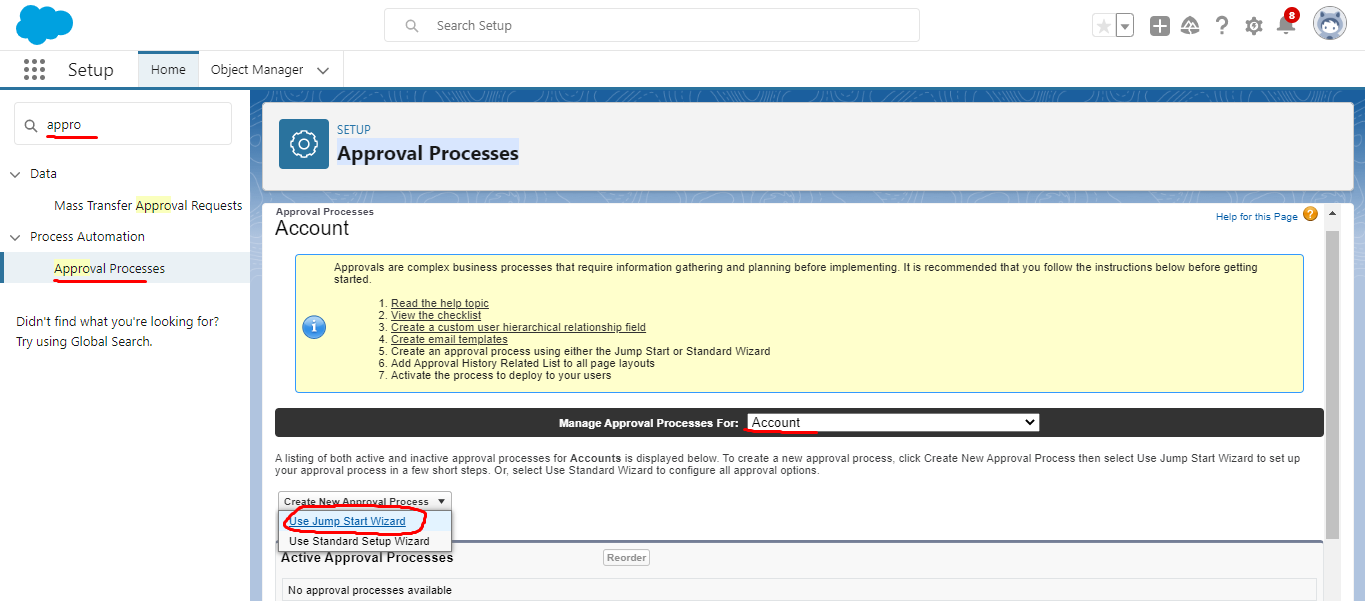 Search Setup
8
Setup
Home
Object Manager
appro
Data
Mass Transfer Approval Requests
Process Automation
Approval Processes
Didn't find what you're looking for?
Try using Global Search.
SETUP
Approval Processes
Approval Processes
Account
Help for this Page ?
Approvals are complex business processes that require information gathering and planning before implementing. It is recommended that you follow the instructions below before getting
started.
1. Read the help topic
2. View the checklist
3. Create a custom user hierarchical relationship field
4. Create email templates
5. Create an approval process using either the Jump Start or Standard Wizard
6. Add Approval History Related List to all page layouts
7. Activate the process to deploy to your users
Manage Approval Processes For: Account
A listing of both active and inactive approval processes for Accounts is displayed below. To create a new approval process, click Create New Approval Process then select Use Jump Start Wizard to set up
your approval process in a few short steps. Or, select Use Standard Wizard to configure all approval options.
Create New Approval Process
Use Jump Start Wizard
Use Standard Setup Wizard
Active Approval Processes
Reorder
No approval processes available